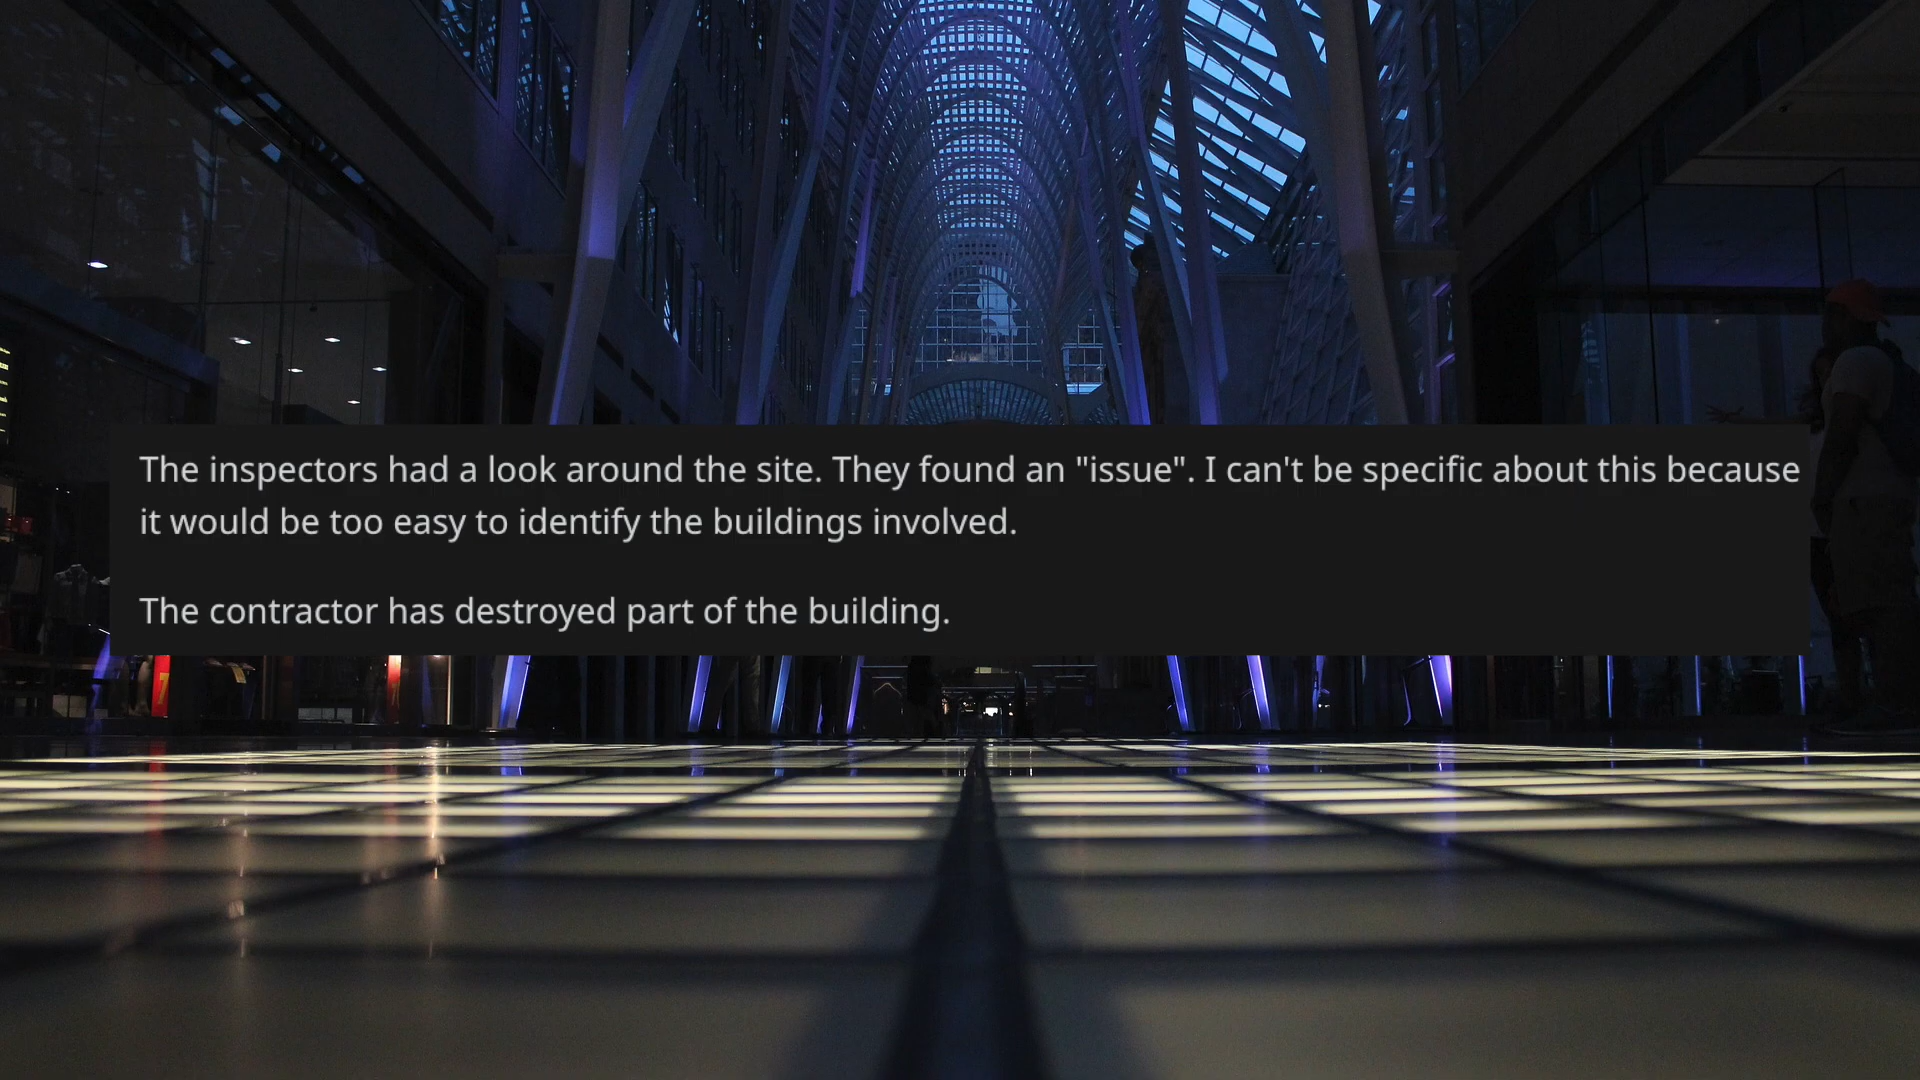 The inspectors had a look around the site. They found an "issue". I can't be specific about this because
it would be too easy to identify the buildings involved.
The contractor has destroyed part of the building.